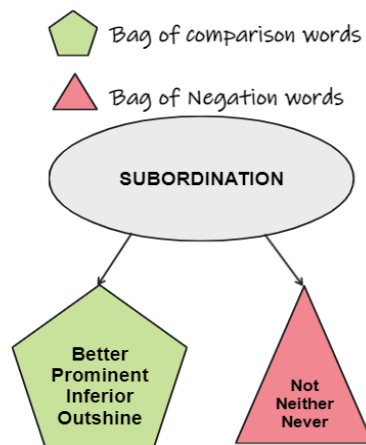 Bag of comparison words
Bag of Negation words
SUBORDINATION
Better
Prominent
Inferior
Outshine
Not
Neither
Never